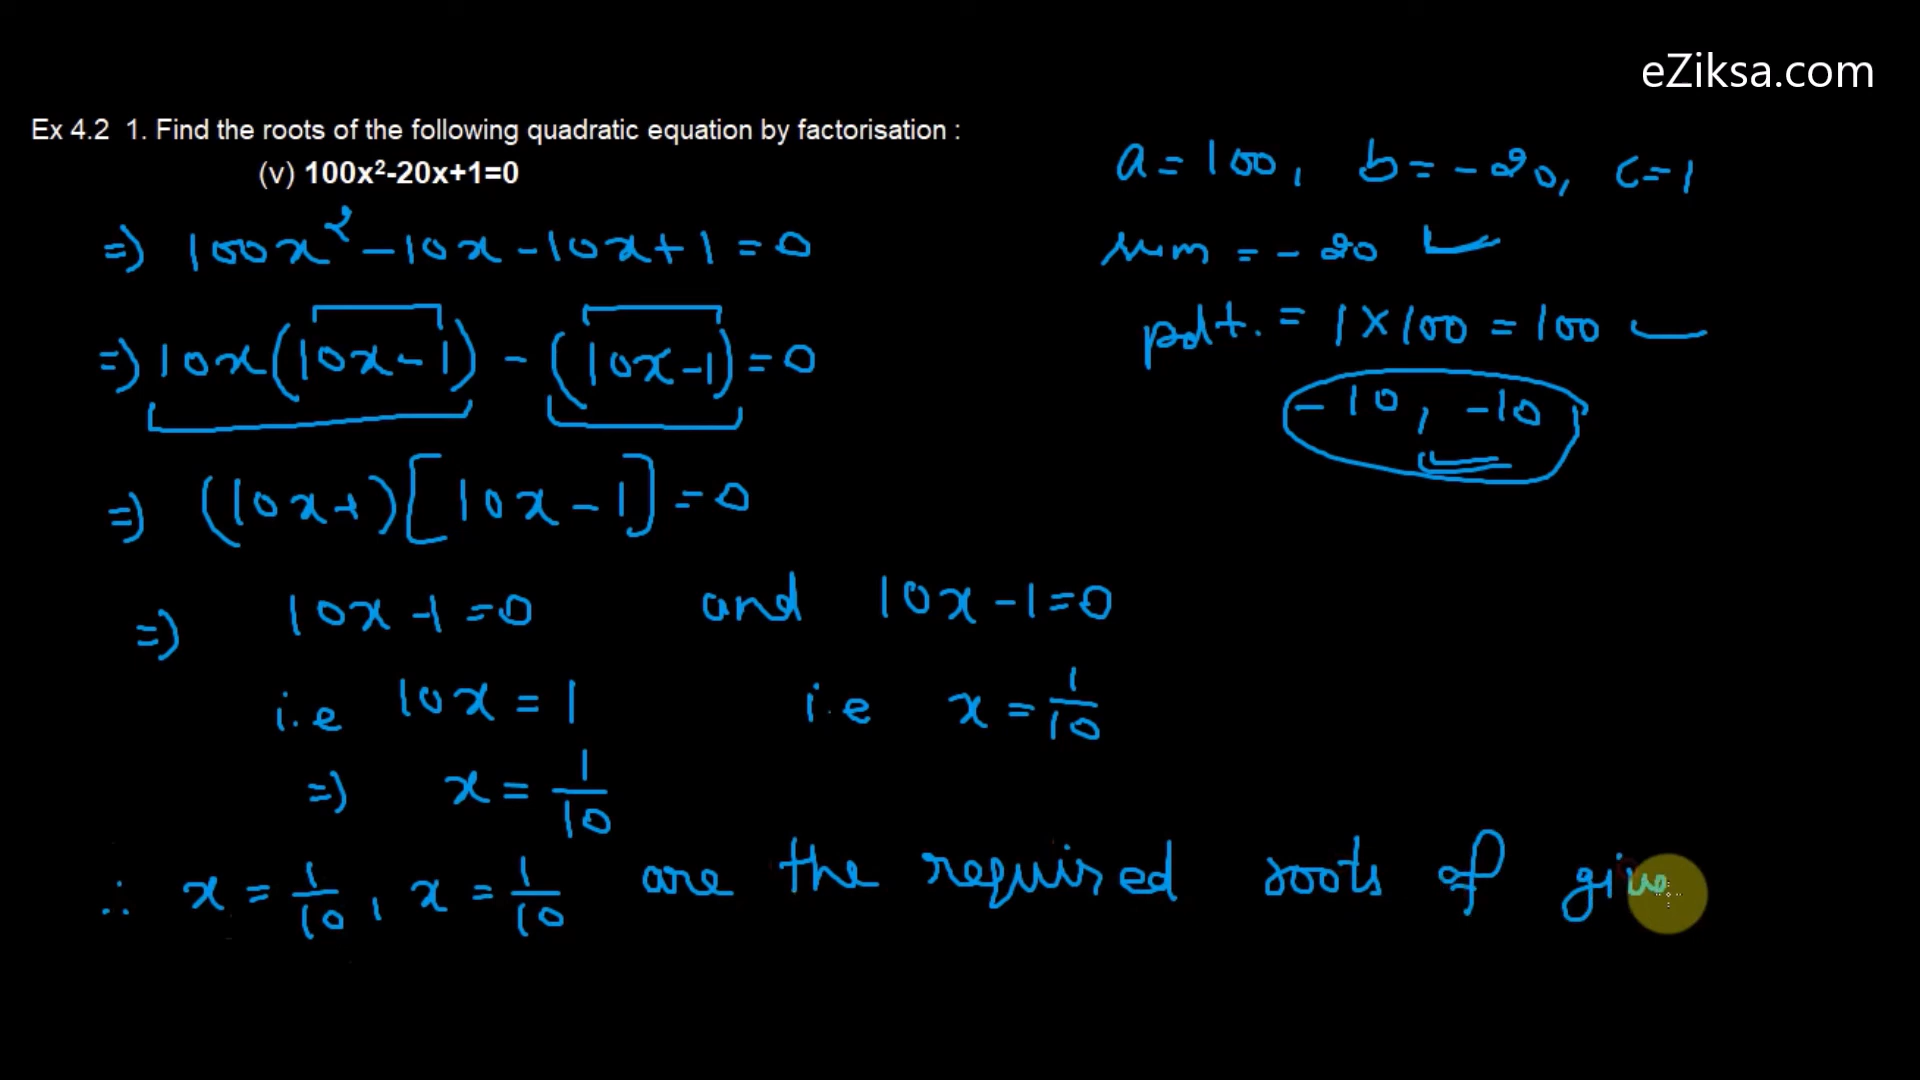 eZiksa.com
Ex 4.2 1. Find the roots of the following quadratic equation by factorisation :
(v) 100x²-20x+1=0
⇒ 100x² - 10x - 10x + 1 = 0
⇒ 10x(10x - 1) - (10x - 1) = 0
⇒ (10x-1)[10x - 1] = 0
⇒ 10x - 1 = 0 and 10x - 1 = 0
i.e 10x = 1 i.e x = 1/10
⇒ x = 1/10
∴ x = 1/10, x = 1/10 are the required roots of give
a = 100, b = -20, c = 1
sum = -20
pdt. = 1 × 100 = 100
-10, -10